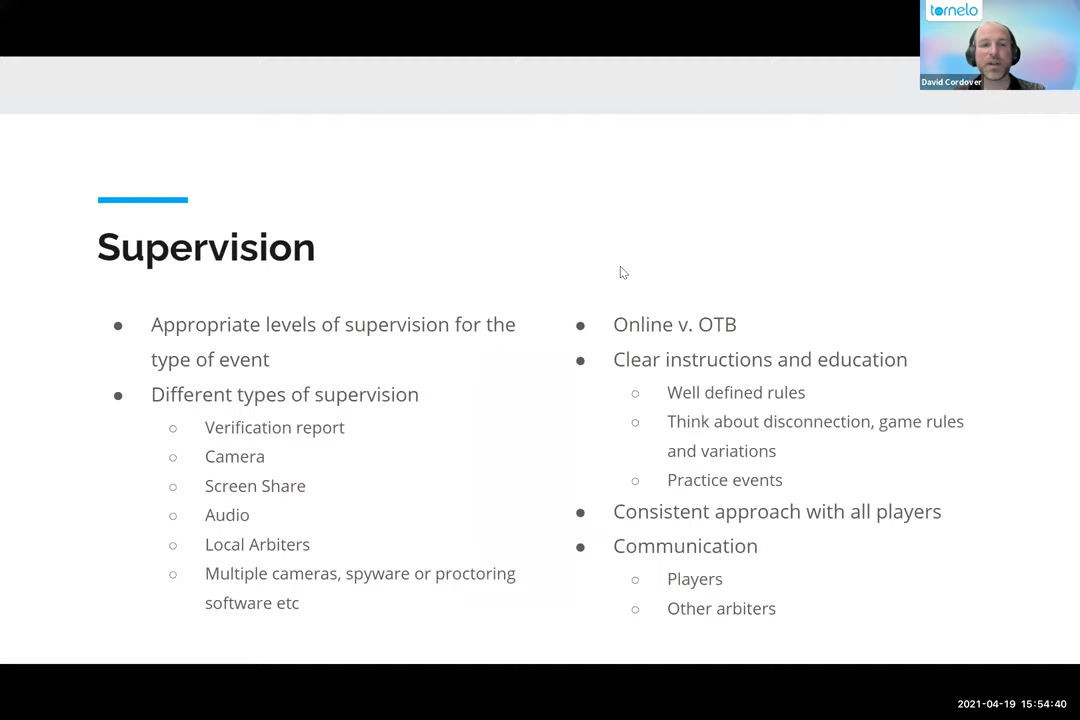 tornelo
David Cordover
Supervision
● Appropriate levels of supervision for the
type of event
● Different types of supervision
○ Verification report
○ Camera
○ Screen Share
○ Audio
○ Local Arbiters
○ Multiple cameras, spyware or proctoring
software etc
● Online v. OTB
● Clear instructions and education
○ Well defined rules
○ Think about disconnection, game rules
and variations
○ Practice events
● Consistent approach with all players
● Communication
○ Players
○ Other arbiters
2021-04-19 15:54:40